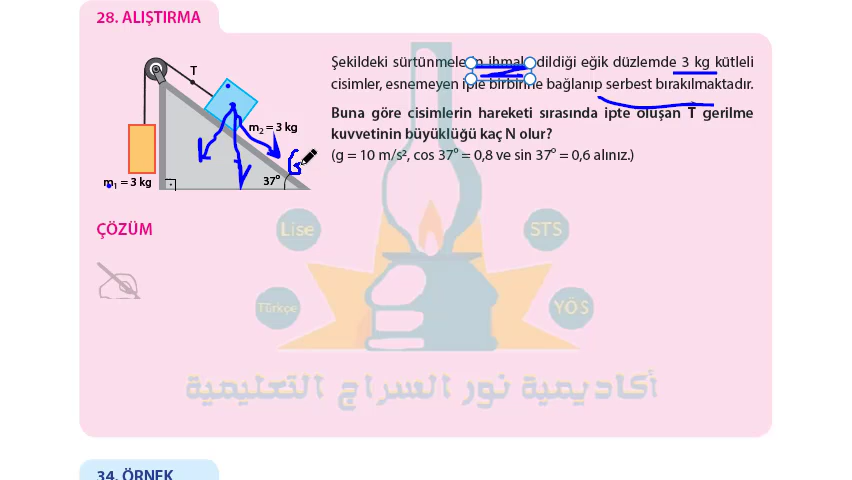 28. ALIŞTIRMA
Şekildeki sürtünmelerin ihmal edildiği eğik düzlemde 3 kg kütleli
cisimler, esnemeyen iple birbirine bağlanıp serbest bırakılmaktadır.
Buna göre cisimlerin hareketi sırasında ipte oluşan T gerilme
kuvvetinin büyüklüğü kaç N olur?
(g = 10 m/s², cos 37° = 0,8 ve sin 37° = 0,6 alınız.)
T
m₂ = 3 kg
m₁ = 3 kg
37°
ÇÖZÜM
Lise
STS
Türkçe
YÖS
أكاديمية نور السراج التعليمية
34. ÖRNEK